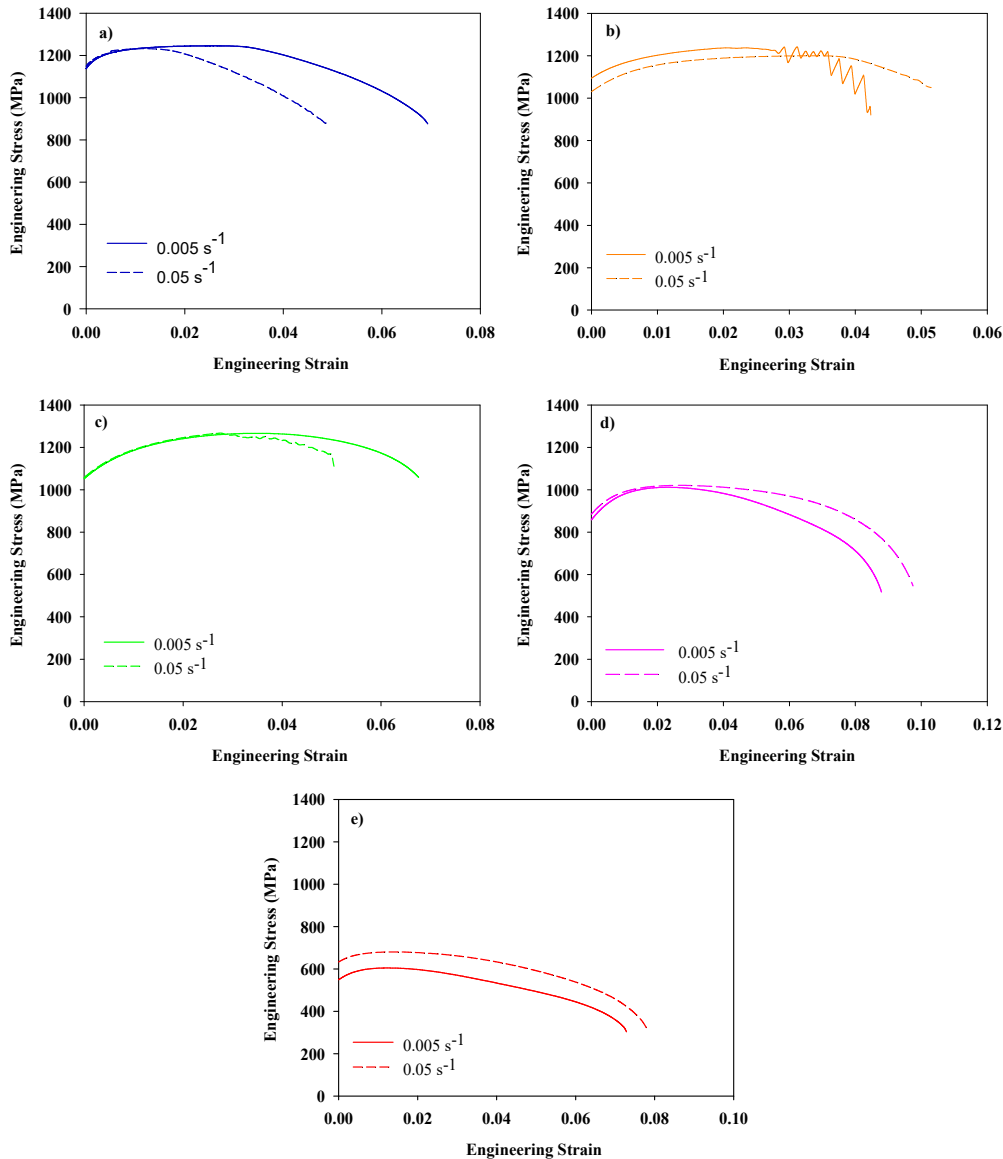 a)
Engineering Stress (MPa)
1400
1200
1000
800
600
400
200
0
0.005 s-1
0.05 s-1
0.00 0.02 0.04 0.06 0.08
Engineering Strain
b)
Engineering Stress (MPa)
1400
1200
1000
800
600
400
200
0
0.005 s-1
0.05 s-1
0.00 0.01 0.02 0.03 0.04 0.05 0.06
Engineering Strain
c)
Engineering Stress (MPa)
1400
1200
1000
800
600
400
200
0
0.005 s-1
0.05 s-1
0.00 0.02 0.04 0.06 0.08
Engineering Strain
d)
Engineering Stress (MPa)
1400
1200
1000
800
600
400
200
0
0.005 s-1
0.05 s-1
0.00 0.02 0.04 0.06 0.08 0.10 0.12
Engineering Strain
e)
Engineering Stress (MPa)
1400
1200
1000
800
600
400
200
0
0.005 s-1
0.05 s-1
0.00 0.02 0.04 0.06 0.08 0.10
Engineering Strain